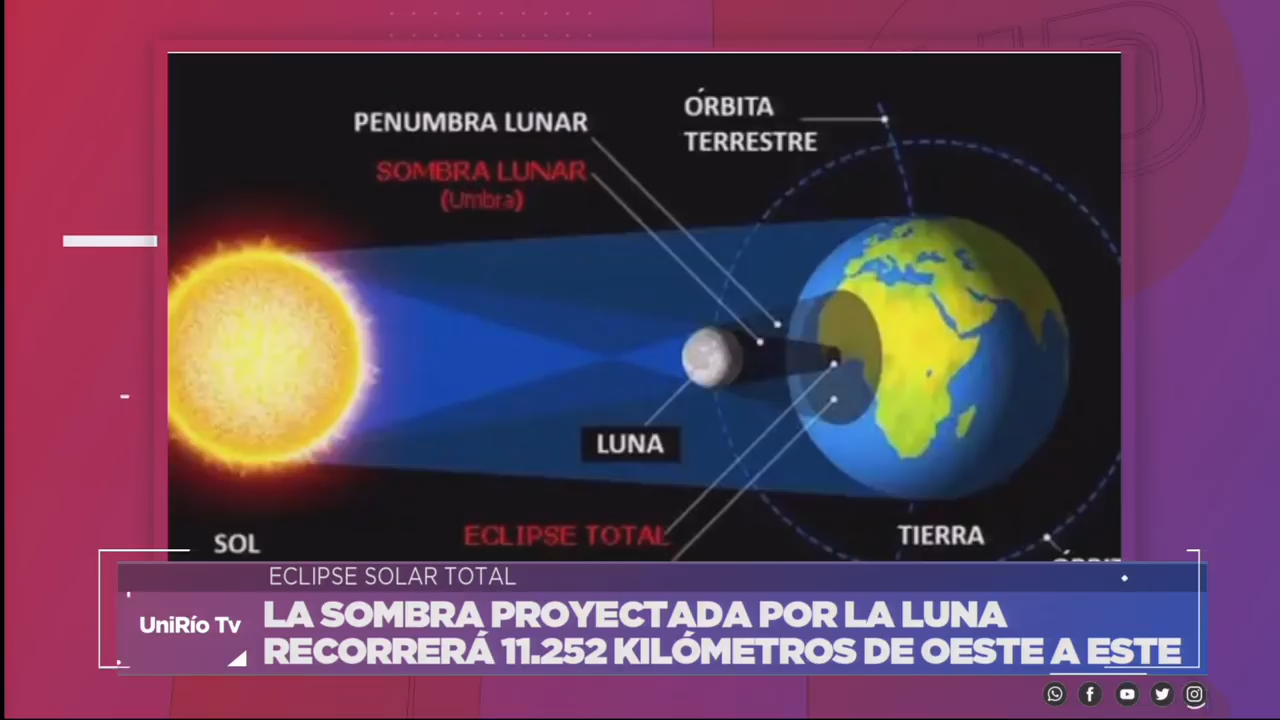 PENUMBRA LUNAR
SOMBRA LUNAR
(Umbra)
ÓRBITA
TERRESTRE
LUNA
ECLIPSE TOTAL
SOL
TIERRA
ECLIPSE SOLAR TOTAL
UniRío Tv
LA SOMBRA PROYECTADA POR LA LUNA
RECORRERÁ 11.252 KILÓMETROS DE OESTE A ESTE